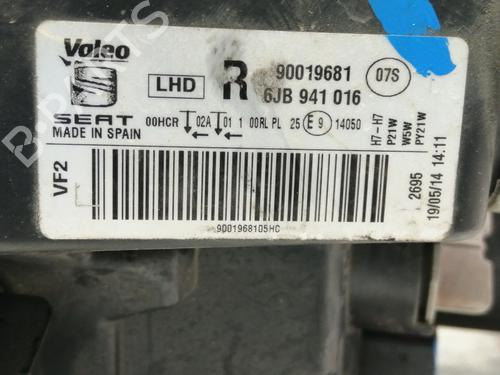 Valeo
LHD
R
90019681
07S
6JB 941 016
SEAT
00HCR 02A 01 1 00RL PL 25 E9 14050
MADE IN SPAIN
H7-H7
P21W
W5W
PY21W
VF2
2695
19/05/14 14:11
9001968105HC